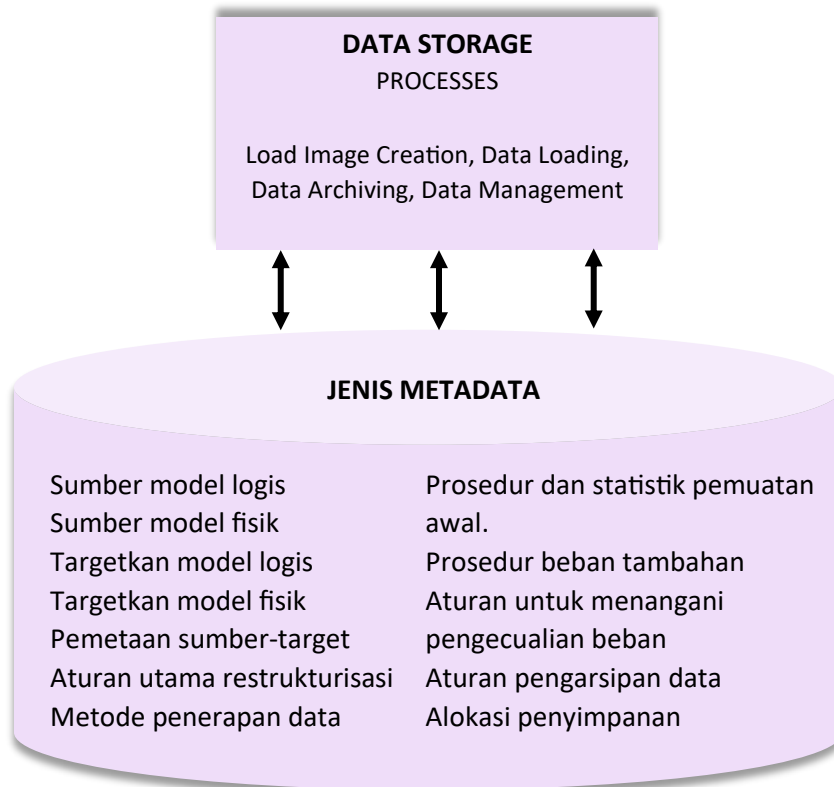 DATA STORAGE
PROCESSES
Load Image Creation, Data Loading,
Data Archiving, Data Management
JENIS METADATA
Sumber model logis
Sumber model fisik
Targetkan model logis
Targetkan model fisik
Pemetaan sumber-target
Aturan utama restrukturisasi
Metode penerapan data
Prosedur dan statistik pemuatan
awal.
Prosedur beban tambahan
Aturan untuk menangani
pengecualian beban
Aturan pengarsipan data
Alokasi penyimpanan